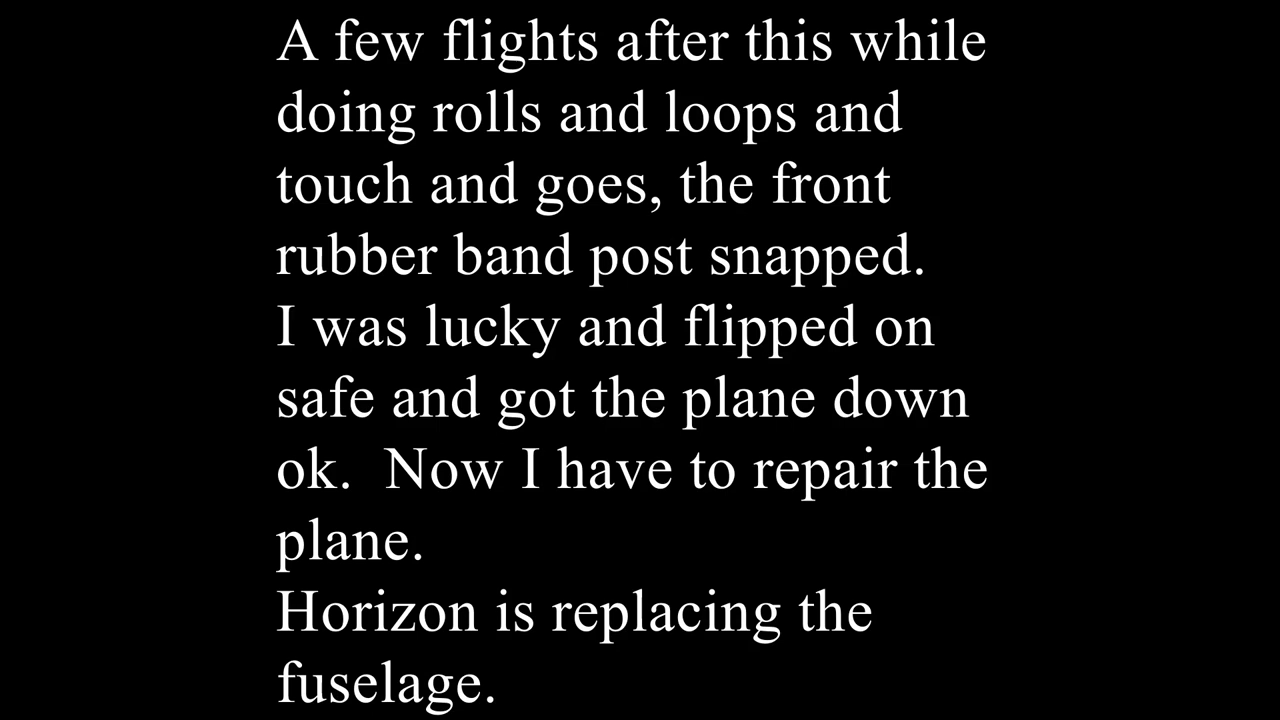 A few flights after this while
doing rolls and loops and
touch and goes, the front
rubber band post snapped.
I was lucky and flipped on
safe and got the plane down
ok.  Now I have to repair the
plane.
Horizon is replacing the
fuselage.